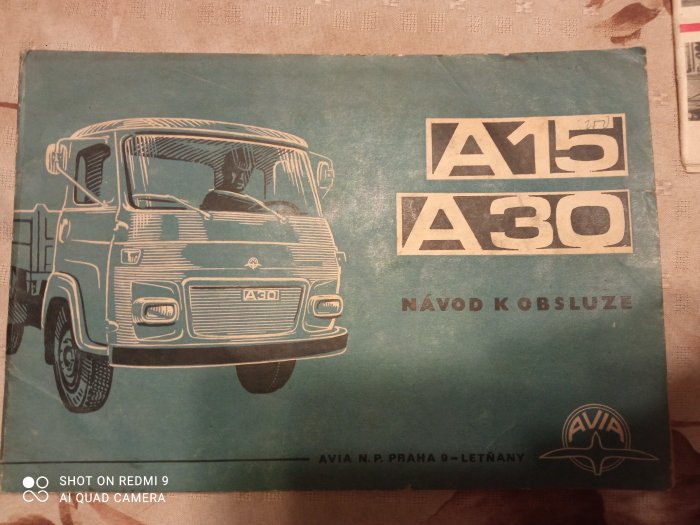 A15
A30
A30
NÁVOD K OBSLUZE
AVIA
AVIA N.P. PRAHA 9-LETŇANY
SHOT ON REDMI 9
AI QUAD CAMERA